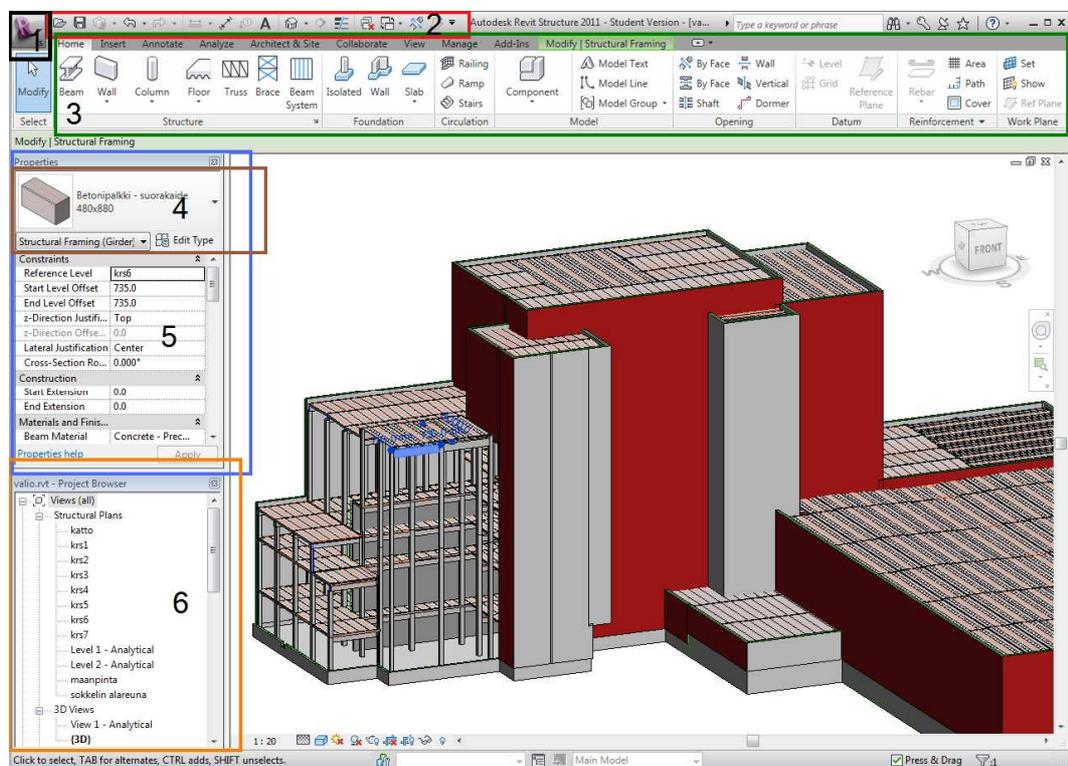 1
2
Autodesk Revit Structure 2011 - Student Version - [va...
Type a keyword or phrase
Home Insert Annotate Analyze Architect & Site Collaborate View Manage Add-Ins Modify | Structural Framing
Modify Beam Wall Column Floor Truss Brace Beam System
Isolated Wall Slab
Railing
Ramp
Stairs
Component
Model Text
Model Line
Model Group
By Face Wall
By Face Vertical
Shaft Dormer
Level
Grid
Reference Plane
Rebar
Area
Path
Cover
Set
Show
Ref Plane
3
Select Structure Foundation Circulation Model Opening Datum Reinforcement Work Plane
Modify | Structural Framing
Properties
Betonipalkki - suorakaide
480x880
4
Structural Framing (Girder) Edit Type
Constraints
Reference Level krs6
Start Level Offset 735.0
End Level Offset 735.0
z-Direction Justifi... Top
z-Direction Offse... 0.0
5
Lateral Justification Center
Cross-Section Ro... 0.000°
Construction
Start Extension 0.0
End Extension 0.0
Materials and Finis...
Beam Material Concrete - Prec...
Properties help Apply
valio.rvt - Project Browser
Views (all)
Structural Plans
katto
krs1
krs2
krs3
krs4
krs5
krs6
krs7
6
Level 1 - Analytical
Level 2 - Analytical
maanpinta
sokkelin alareuna
3D Views
View 1 - Analytical
{3D}
FRONT
W
S
1 : 20
Click to select, TAB for alternates, CTRL adds, SHIFT unselects.
Main Model
Press & Drag
:1